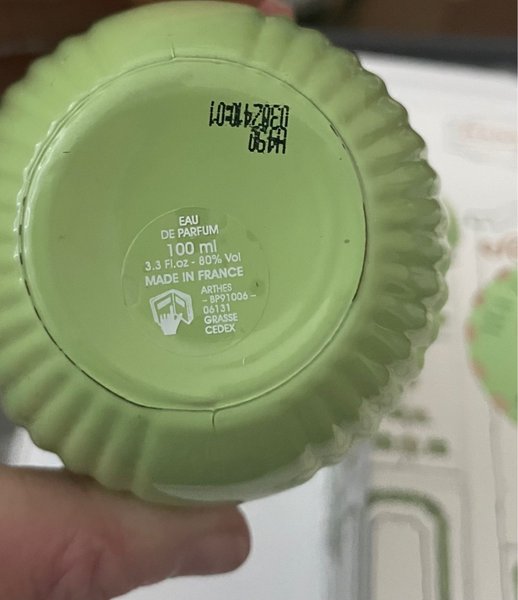 EAU
DE PARFUM
100 ml
3.3 Fl.oz - 80% Vol
MADE IN FRANCE
ARTHES
- BP91006 -
06131
GRASSE
CEDEX